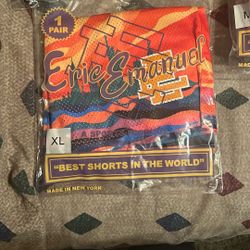 1
PAIR
Eric Emanuel
XL
"BEST SHORTS IN THE WORLD"
MADE IN NEW YORK